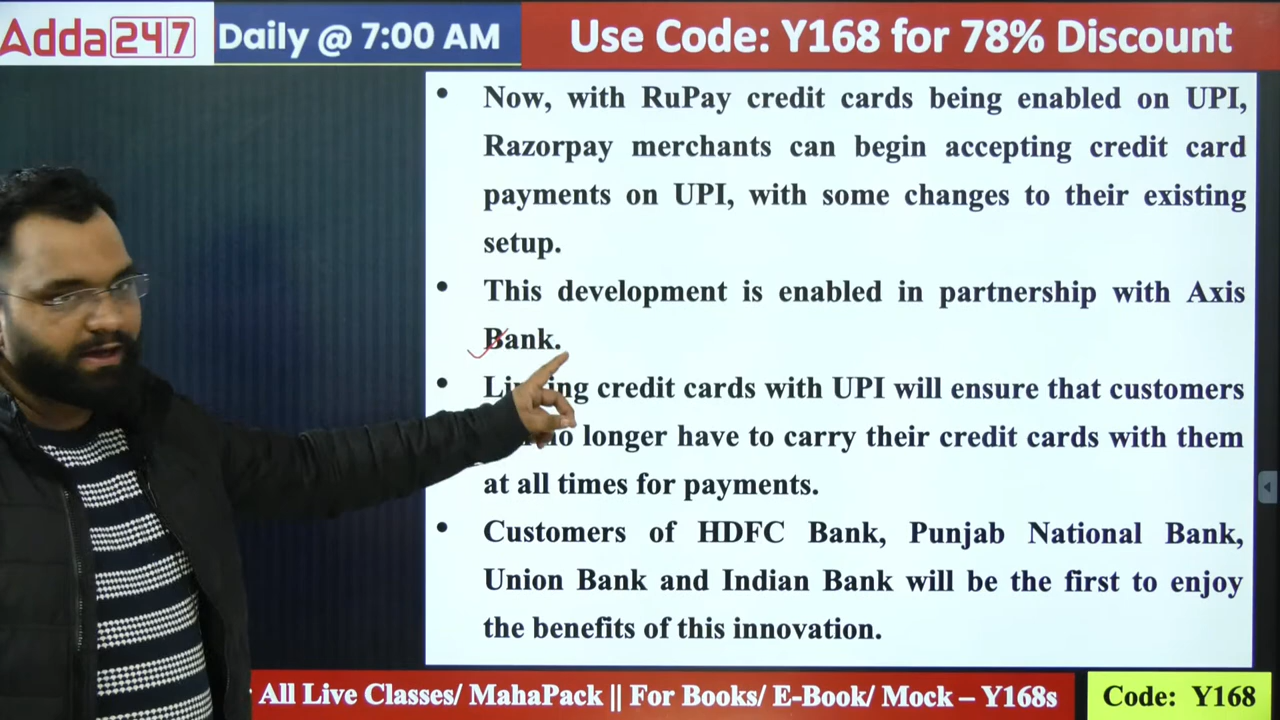 Adda247
Daily @ 7:00 AM
Use Code: Y168 for 78% Discount
• Now, with RuPay credit cards being enabled on UPI,
Razorpay merchants can begin accepting credit card
payments on UPI, with some changes to their existing
setup.
• This development is enabled in partnership with Axis
Bank.
• credit cards with UPI will ensure that customers
no longer have to carry their credit cards with them
at all times for payments.
• Customers of HDFC Bank, Punjab National Bank,
Union Bank and Indian Bank will be the first to enjoy
the benefits of this innovation.
All Live Classes/ MahaPack || For Books/ E-Book/ Mock – Y168s
Code: Y168